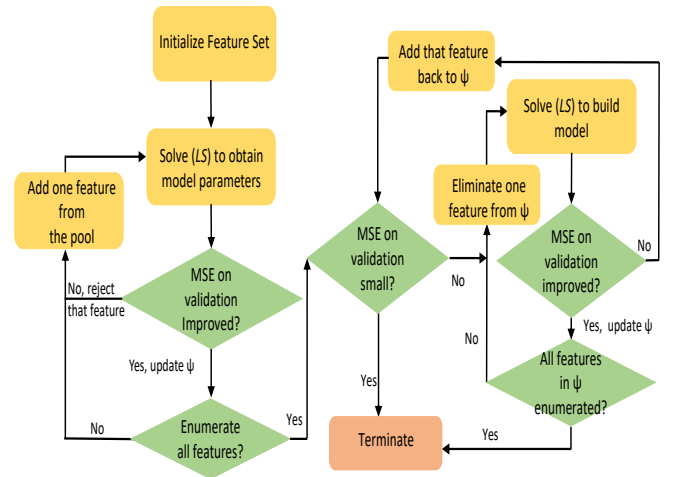 Initialize Feature Set
Solve (LS) to obtain
model parameters
Add one feature
from
the pool
MSE on
validation
Improved?
No, reject
that feature
Yes, update ψ
Enumerate
all features?
No
Yes
Add that feature
back to ψ
Solve (LS) to build
model
Eliminate one
feature from ψ
MSE on
validation
small?
No
Yes
MSE on
validation
improved?
No
Yes, update ψ
All features
in ψ
enumerated?
No
Yes
Terminate